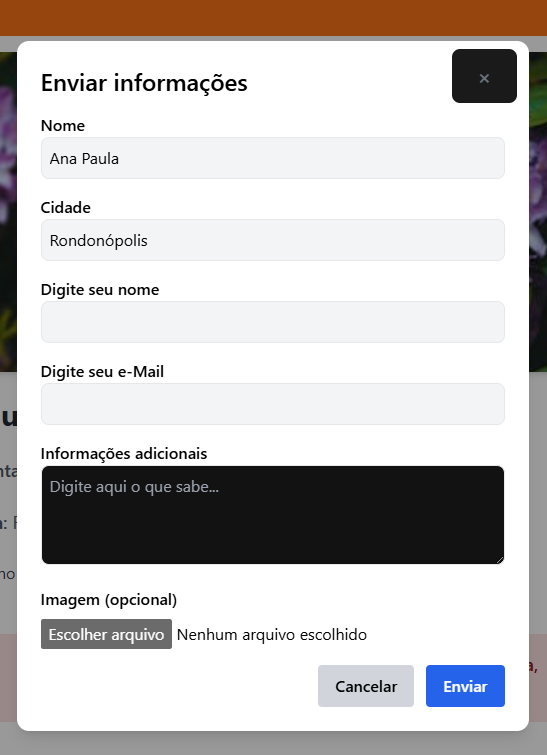 Enviar informações
×
Nome
Ana Paula
Cidade
Rondonópolis
Digite seu nome
Digite seu e-Mail
Informações adicionais
Digite aqui o que sabe...
Imagem (opcional)
Escolher arquivo Nenhum arquivo escolhido
Cancelar Enviar